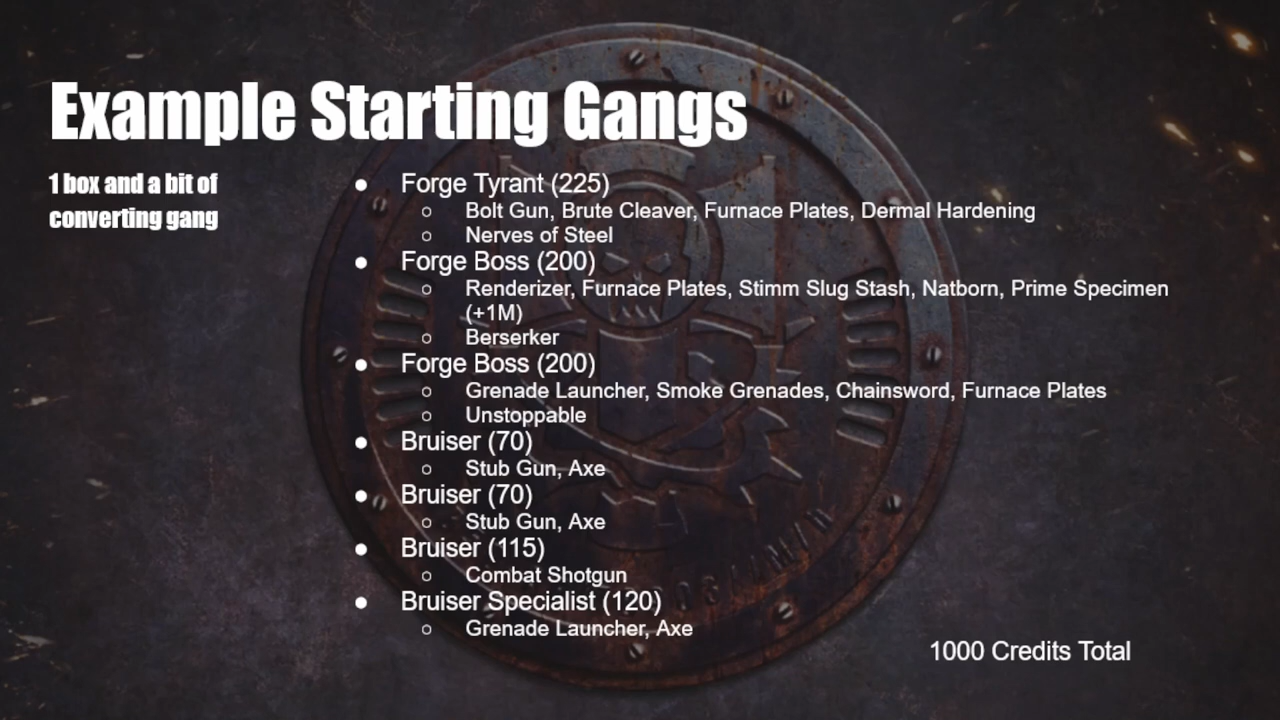 Example Starting Gangs
1 box and a bit of
converting gang
● Forge Tyrant (225)
○ Bolt Gun, Brute Cleaver, Furnace Plates, Dermal Hardening
○ Nerves of Steel
● Forge Boss (200)
○ Renderizer, Furnace Plates, Stimm Slug Stash, Natborn, Prime Specimen
(+1M)
○ Berserker
● Forge Boss (200)
○ Grenade Launcher, Smoke Grenades, Chainsword, Furnace Plates
○ Unstoppable
● Bruiser (70)
○ Stub Gun, Axe
● Bruiser (70)
○ Stub Gun, Axe
● Bruiser (115)
○ Combat Shotgun
● Bruiser Specialist (120)
○ Grenade Launcher, Axe
1000 Credits Total